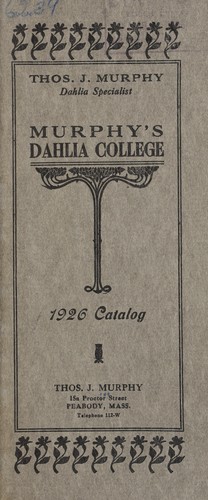 THOS. J. MURPHY
Dahlia Specialist
MURPHY'S
DAHLIA COLLEGE
1926 Catalog
THOS. J. MURPHY
15a Proctor Street
PEABODY, MASS.
Telephone 112-W